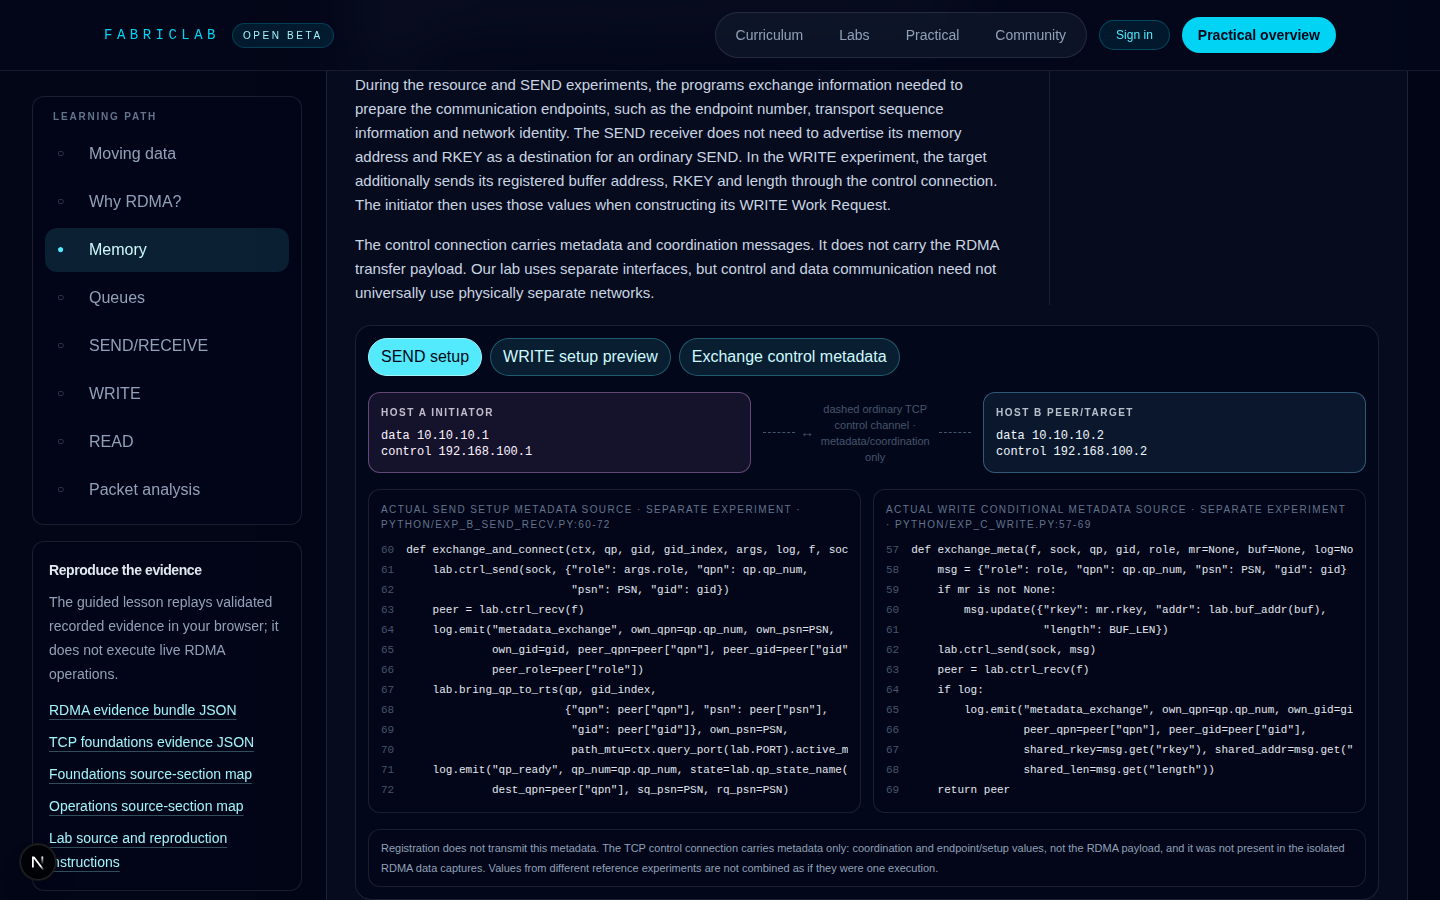 FABRICLAB
OPEN BETA
Curriculum
Labs
Practical
Community
Sign in
Practical overview
LEARNING PATH
Moving data
Why RDMA?
Memory
Queues
SEND/RECEIVE
WRITE
READ
Packet analysis
Reproduce the evidence
The guided lesson replays validated
recorded evidence in your browser; it
does not execute live RDMA
operations.
RDMA evidence bundle JSON
TCP foundations evidence JSON
Foundations source-section map
Operations source-section map
Lab source and reproduction
nstructions
N
During the resource and SEND experiments, the programs exchange information needed to
prepare the communication endpoints, such as the endpoint number, transport sequence
information and network identity. The SEND receiver does not need to advertise its memory
address and RKEY as a destination for an ordinary SEND. In the WRITE experiment, the target
additionally sends its registered buffer address, RKEY and length through the control connection.
The initiator then uses those values when constructing its WRITE Work Request.
The control connection carries metadata and coordination messages. It does not carry the RDMA
transfer payload. Our lab uses separate interfaces, but control and data communication need not
universally use physically separate networks.
SEND setup
WRITE setup preview
Exchange control metadata
HOST A INITIATOR
data 10.10.10.1
control 192.168.100.1
↔
dashed ordinary TCP
control channel ·
metadata/coordination
only
HOST B PEER/TARGET
data 10.10.10.2
control 192.168.100.2
ACTUAL SEND SETUP METADATA SOURCE · SEPARATE EXPERIMENT ·
PYTHON/EXP_B_SEND_RECV.PY:60-72
60 def exchange_and_connect(ctx, qp, gid, gid_index, args, log, f, soc
61     lab.ctrl_send(sock, {"role": args.role, "qpn": qp.qp_num,
62                          "psn": PSN, "gid": gid})
63     peer = lab.ctrl_recv(f)
64     log.emit("metadata_exchange", own_qpn=qp.qp_num, own_psn=PSN,
65              own_gid=gid, peer_qpn=peer["qpn"], peer_gid=peer["gid"
66              peer_role=peer["role"])
67     lab.bring_qp_to_rts(qp, gid_index,
68                         {"qpn": peer["qpn"], "psn": peer["psn"],
69                          "gid": peer["gid"]}, own_psn=PSN,
70                          path_mtu=ctx.query_port(lab.PORT).active_m
71     log.emit("qp_ready", qp_num=qp.qp_num, state=lab.qp_state_name(
72              dest_qpn=peer["qpn"], sq_psn=PSN, rq_psn=PSN)
ACTUAL WRITE CONDITIONAL METADATA SOURCE · SEPARATE EXPERIMENT
· PYTHON/EXP_C_WRITE.PY:57-69
57 def exchange_meta(f, sock, qp, gid, role, mr=None, buf=None, log=No
58     msg = {"role": role, "qpn": qp.qp_num, "psn": PSN, "gid": gid}
59     if mr is not None:
60         msg.update({"rkey": mr.rkey, "addr": lab.buf_addr(buf),
61                     "length": BUF_LEN})
62     lab.ctrl_send(sock, msg)
63     peer = lab.ctrl_recv(f)
64     if log:
65         log.emit("metadata_exchange", own_qpn=qp.qp_num, own_gid=gi
66                  peer_qpn=peer["qpn"], peer_gid=peer["gid"],
67                  shared_rkey=msg.get("rkey"), shared_addr=msg.get("
68                  shared_len=msg.get("length"))
69     return peer
Registration does not transmit this metadata. The TCP control connection carries metadata only: coordination and endpoint/setup values, not the RDMA payload, and it was not present in the isolated
RDMA data captures. Values from different reference experiments are not combined as if they were one execution.